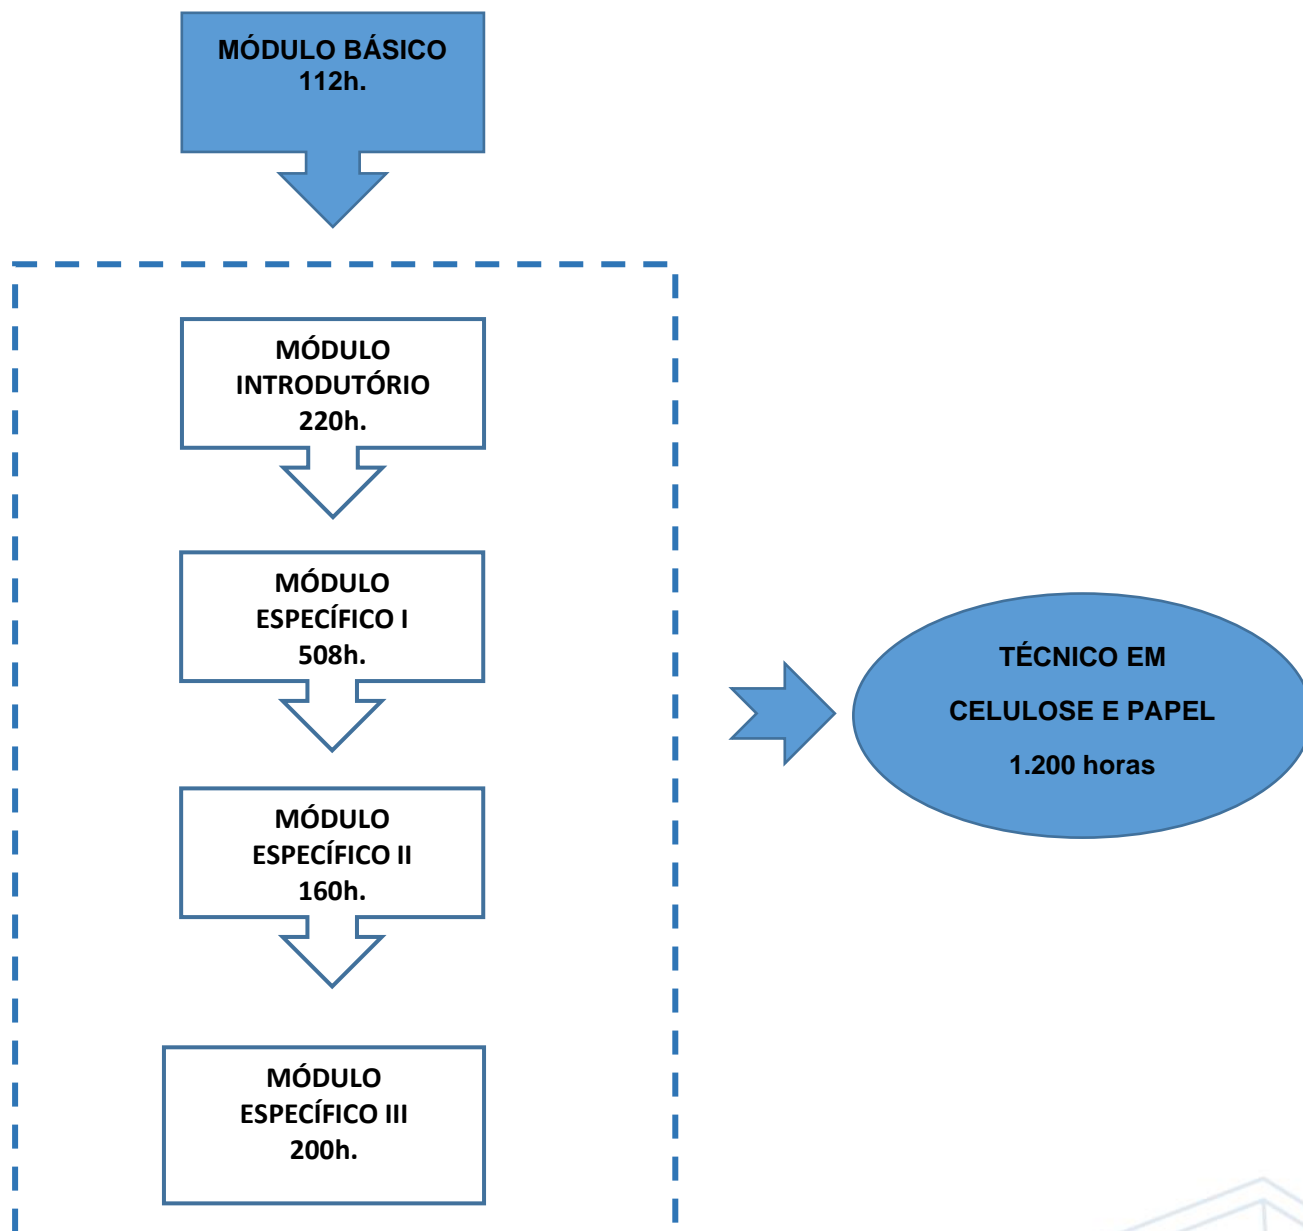 MÓDULO BÁSICO
112h.
MÓDULO
INTRODUTÓRIO
220h.
MÓDULO
ESPECÍFICO I
508h.
MÓDULO
ESPECÍFICO II
160h.
MÓDULO
ESPECÍFICO III
200h.
TÉCNICO EM
CELULOSE E PAPEL
1.200 horas